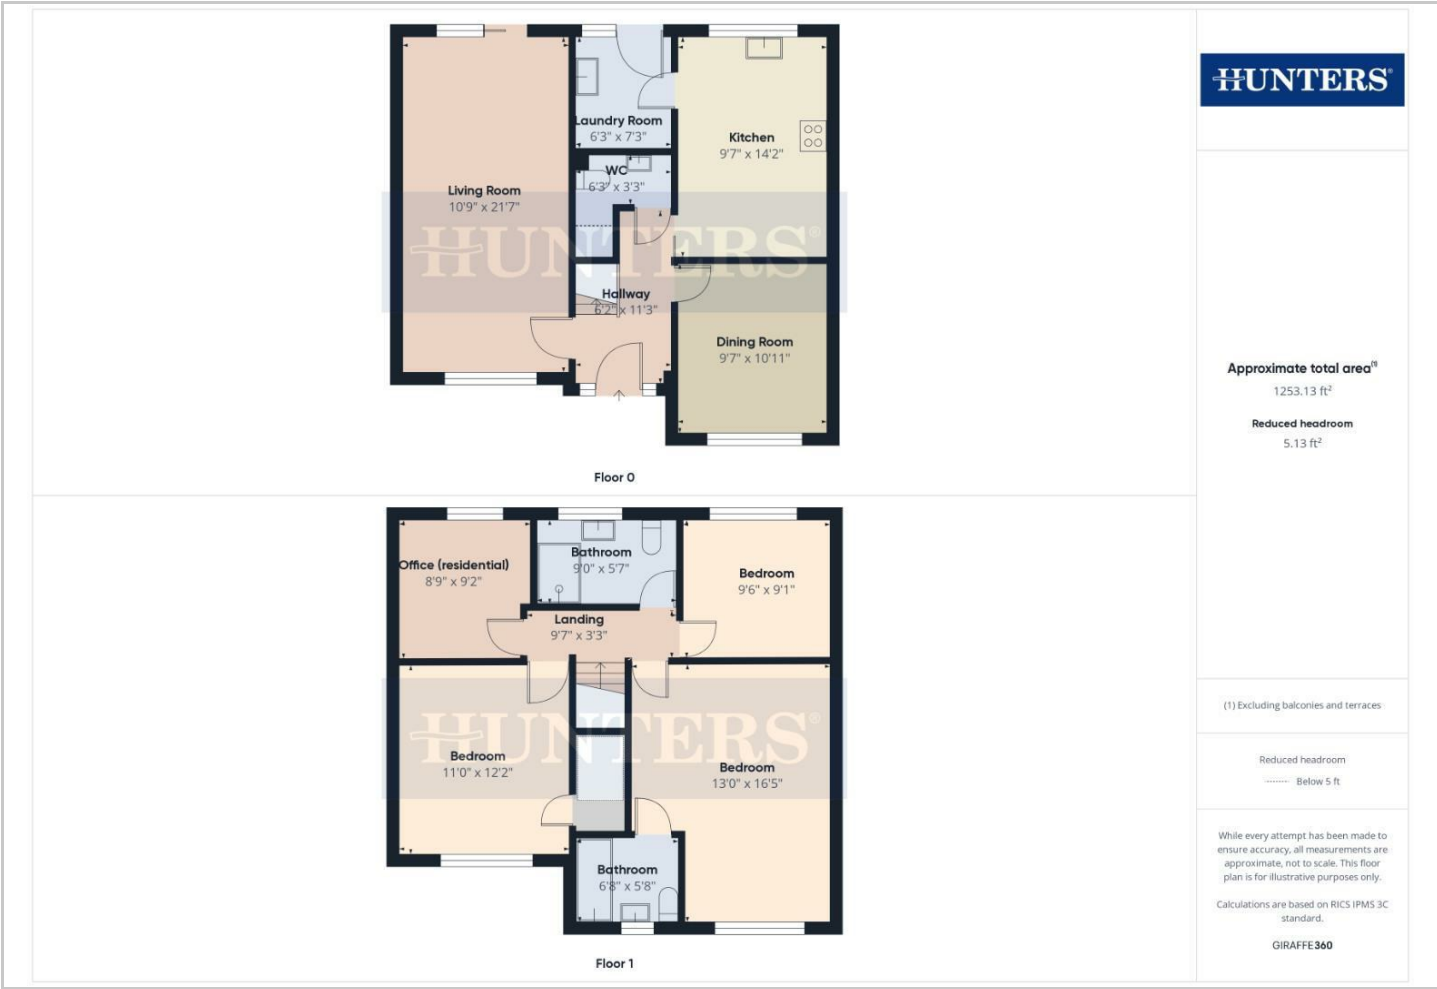 Living Room
10'9" x 21'7"
Laundry Room
6'3" x 7'3"
WC
6'3" x 3'3"
Kitchen
9'7" x 14'2"
Hallway
6'2" x 11'3"
Dining Room
9'7" x 10'11"
HUNTERS®
Floor 0
Office (residential)
8'9" x 9'2"
Bathroom
9'0" x 5'7"
Bedroom
9'6" x 9'1"
Landing
9'7" x 3'3"
Bedroom
11'0" x 12'2"
Bedroom
13'0" x 16'5"
Bathroom
6'8" x 5'8"
HUNTERS®
Floor 1
HUNTERS®
Approximate total area(1)
1253.13 ft²
Reduced headroom
5.13 ft²
(1) Excluding balconies and terraces
Reduced headroom
Below 5 ft
While every attempt has been made to
ensure accuracy, all measurements are
approximate, not to scale. This floor
plan is for illustrative purposes only.
Calculations are based on RICS IPMS 3C
standard.
GIRAFFE360